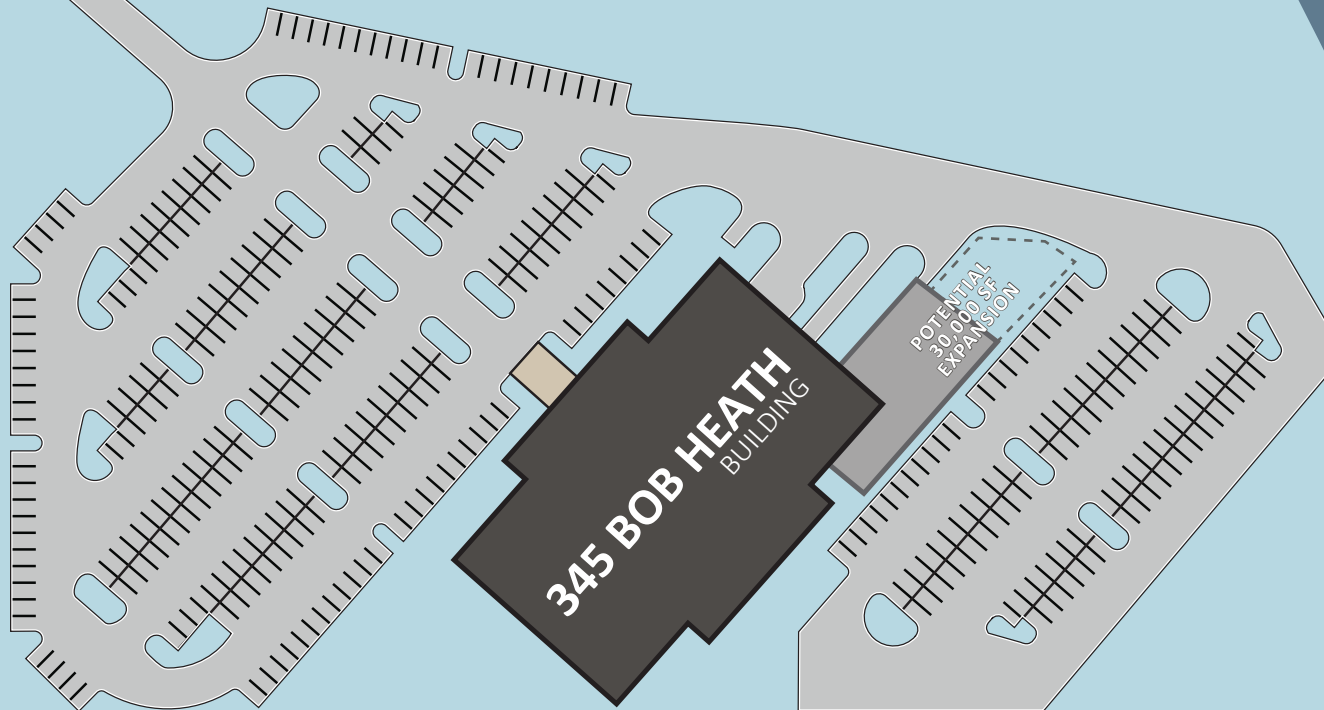 POTENTIAL
30,000 SF
EXPANSION
345 BOB HEATH
BUILDING